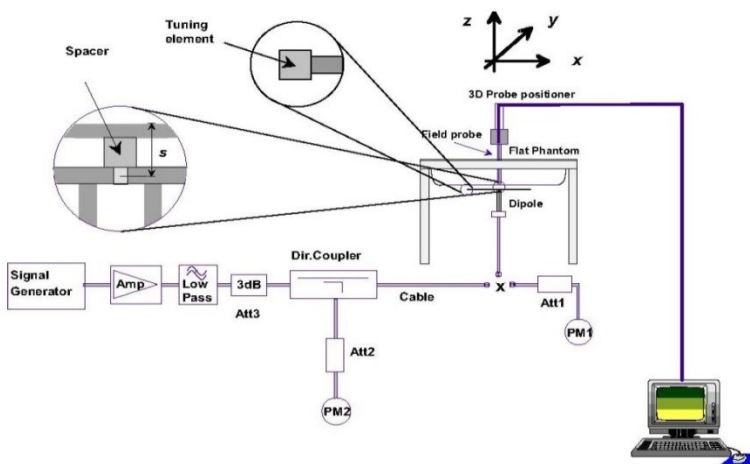 Tuning
element
Spacer
s
z
y
x
3D Probe positioner
Field probe
Flat Phantom
Dipole
Signal
Generator
Amp
Low
Pass
3dB
Att3
Dir.Coupler
Cable
x
Att1
PM1
Att2
PM2